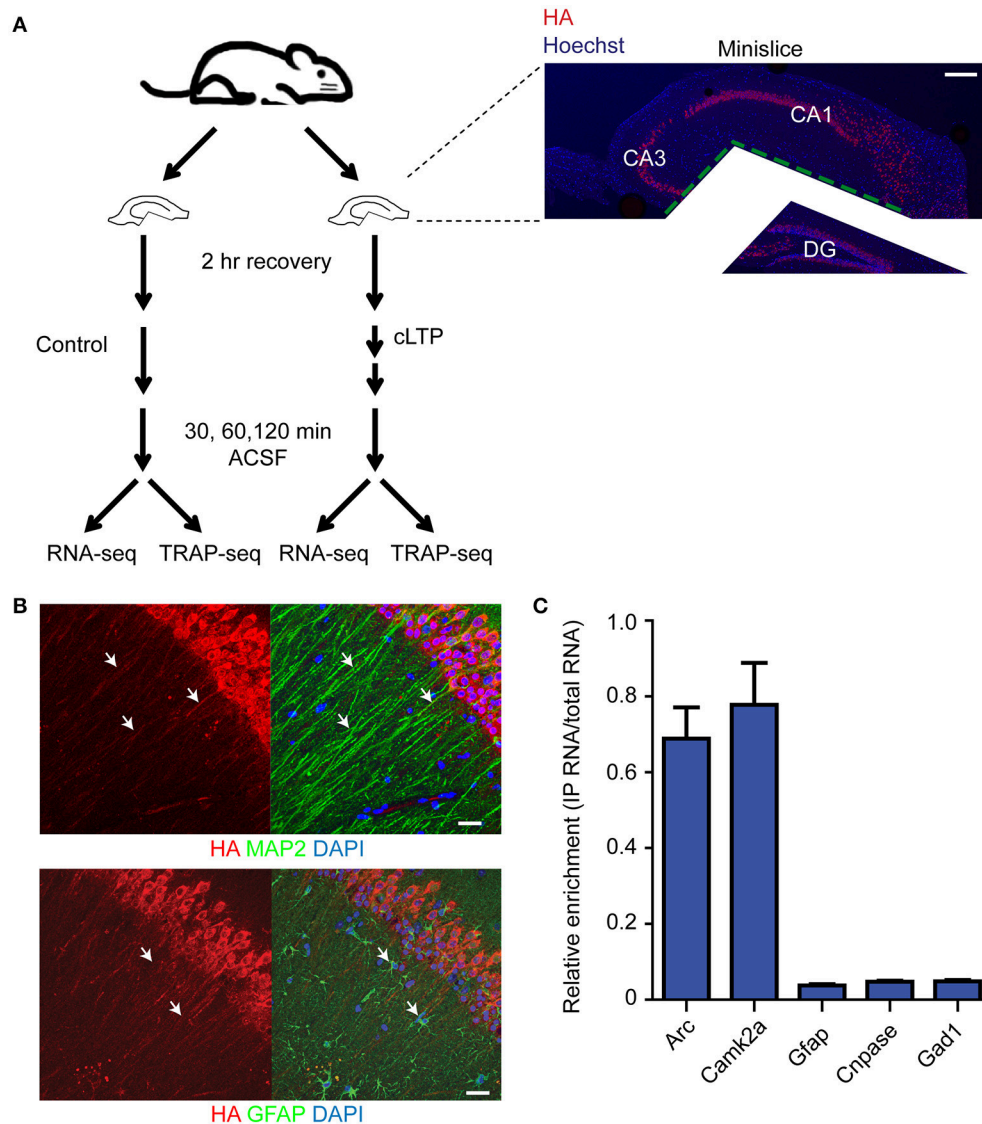 A
HA
Hoechst
Minislice
CA1
CA3
DG
2 hr recovery
Control
cLTP
30, 60,120 min
ACSF
RNA-seq TRAP-seq RNA-seq TRAP-seq
B
HA MAP2 DAPI
HA GFAP DAPI
C
Relative enrichment (IP RNA/total RNA)
1.0
0.8
0.6
0.4
0.2
0
Arc
Camk2a
Gfap
Cnpase
Gad1